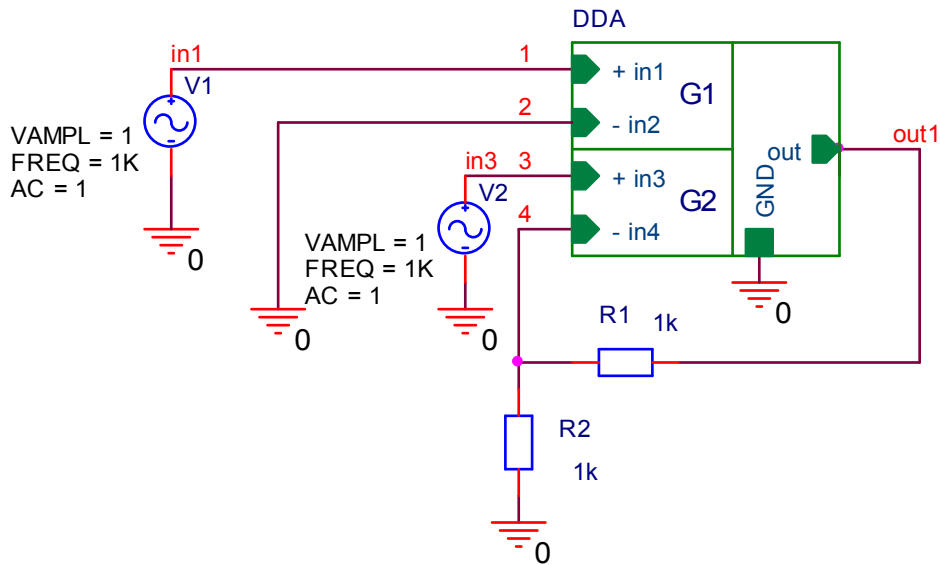 DDA
in1
1
+ in1
G1
V1
2
- in2
VAMPL = 1
FREQ = 1K
AC = 1
out
out1
in3
3
+ in3
GND
V2
G2
4
- in4
VAMPL = 1
FREQ = 1K
AC = 1
0
0
0
0
R1
1k
R2
1k
0